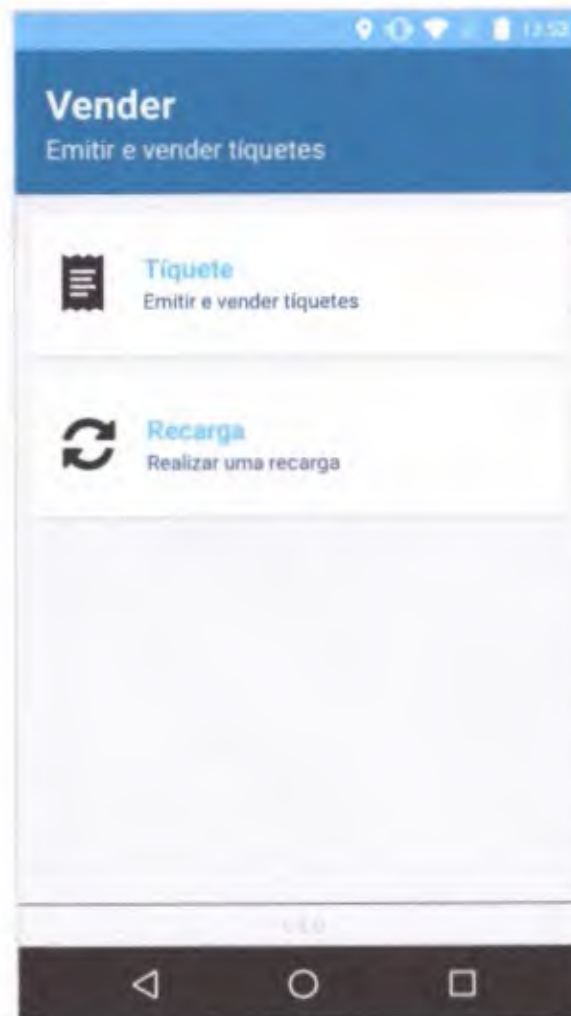 Vender
Emitir e vender tíquetes
Tíquete
Emitir e vender tíquetes
Recarga
Realizar uma recarga